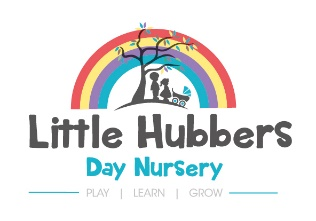 Little Hubbers
Day Nursery
PLAY | LEARN | GROW